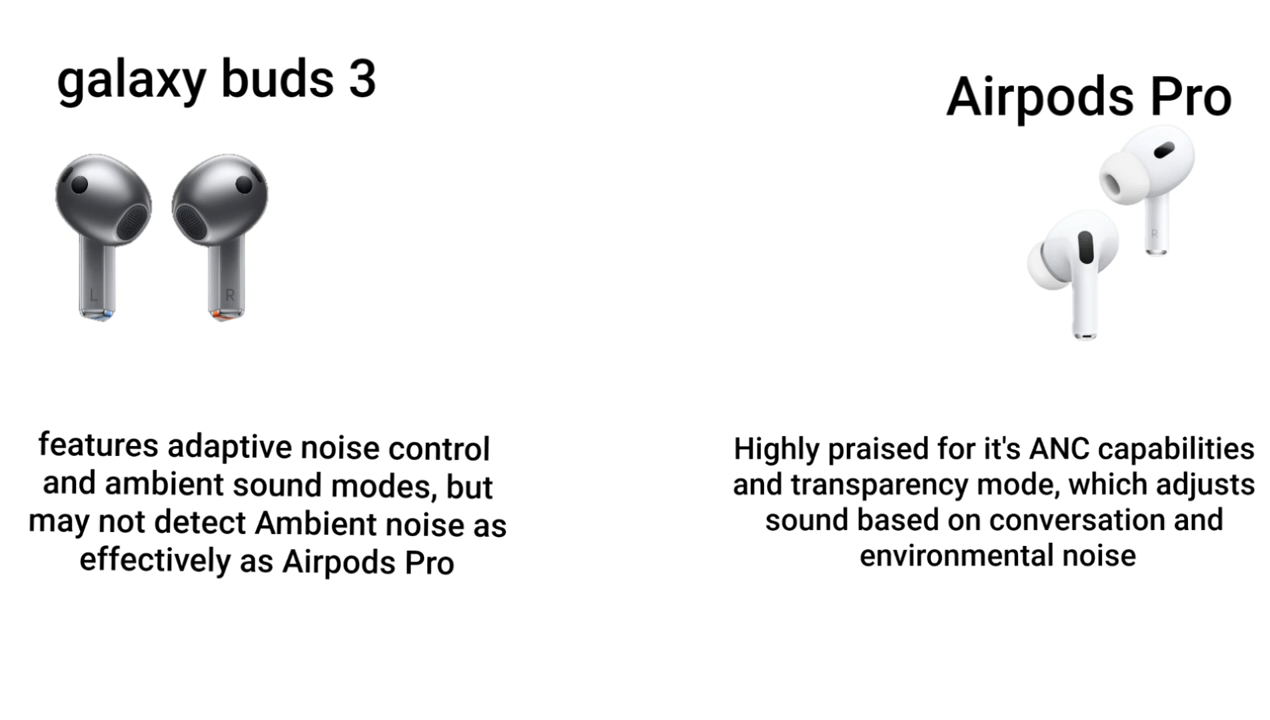 galaxy buds 3
Airpods Pro
L
R
R
features adaptive noise control
and ambient sound modes, but
may not detect Ambient noise as
effectively as Airpods Pro
Highly praised for it's ANC capabilities
and transparency mode, which adjusts
sound based on conversation and
environmental noise